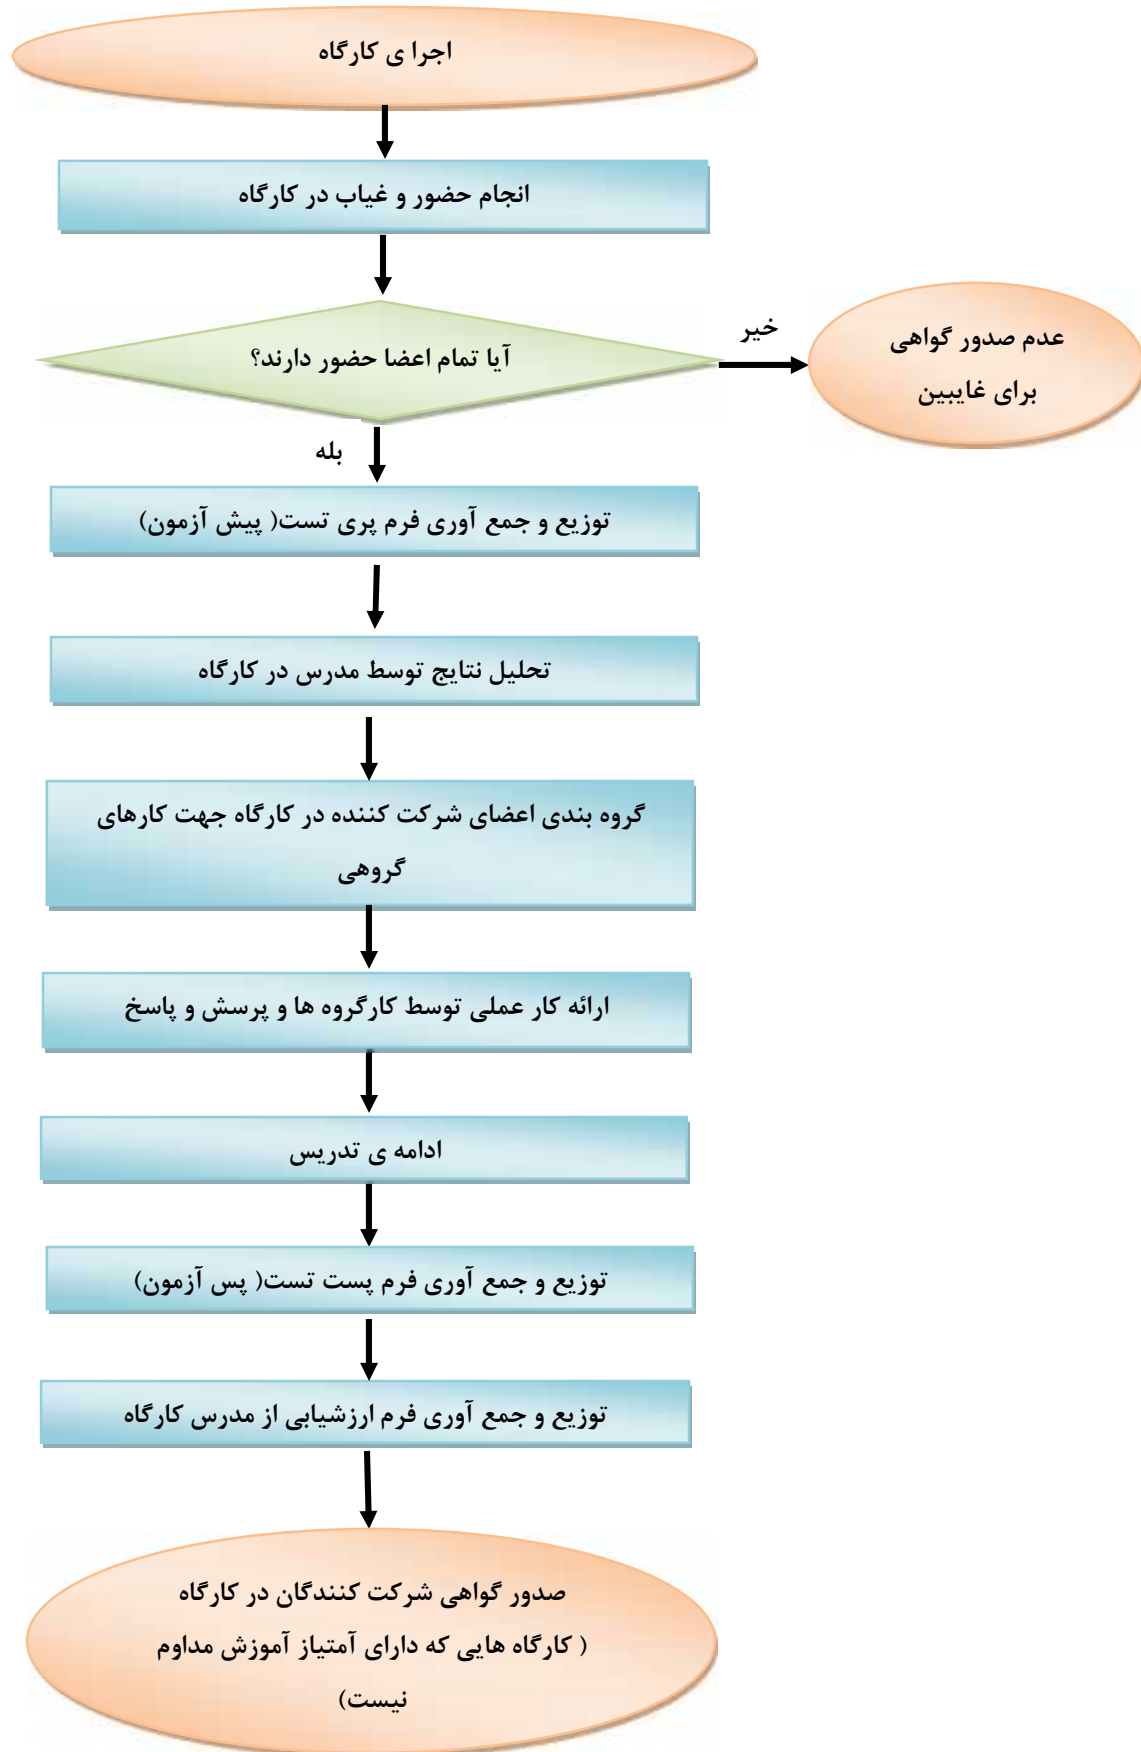 اجرا ی کارگاه
انجام حضور و غیاب در کارگاه
آیا تمام اعضا حضور دارند؟
خیر
عدم صدور گواهی
برای غایبین
بله
توزیع و جمع آوری فرم پری تست( پیش آزمون)
تحلیل نتایج توسط مدرس در کارگاه
گروه بندی اعضای شرکت کننده در کارگاه جهت کارهای
گروهی
ارائه کار عملی توسط کارگروه ها و پرسش و پاسخ
ادامه ی تدریس
توزیع و جمع آوری فرم پست تست( پس آزمون)
توزیع و جمع آوری فرم ارزشیابی از مدرس کارگاه
صدور گواهی شرکت کنندگان در کارگاه
( کارگاه هایی که دارای آمتیاز آموزش مداوم
نیست)